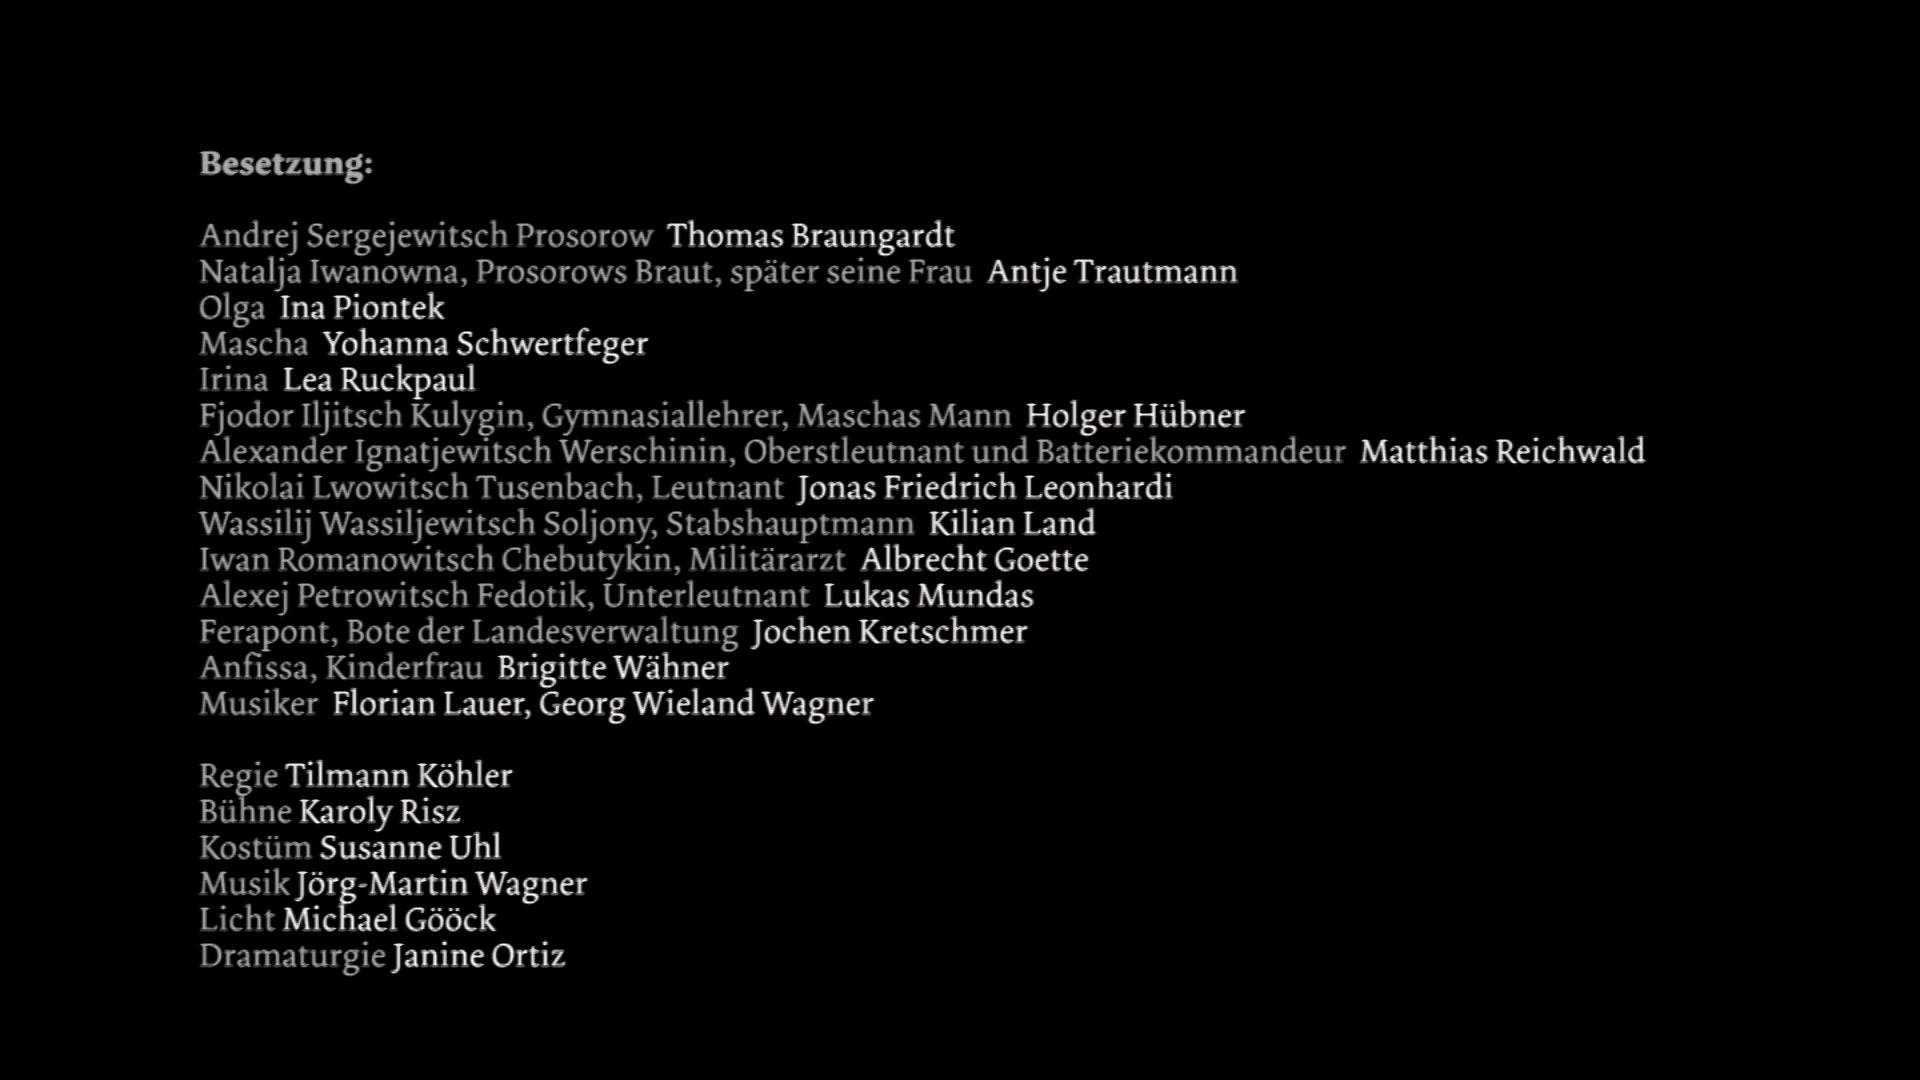 Besetzung:
Andrej Sergejewitsch Prosorow Thomas Braungardt
Natalja Iwanowna, Prosorows Braut, später seine Frau Antje Trautmann
Olga Ina Piontek
Mascha Yohanna Schwertfeger
Irina Lea Ruckpaul
Fjodor Iljitsch Kulygin, Gymnasiallehrer, Maschas Mann Holger Hübner
Alexander Ignatjewitsch Werschinin, Oberstleutnant und Batteriekommandeur Matthias Reichwald
Nikolai Lwowitsch Tusenbach, Leutnant Jonas Friedrich Leonhardi
Wassilij Wassiljewitsch Soljony, Stabshauptmann Kilian Land
Iwan Romanowitsch Chebutykin, Militärarzt Albrecht Goette
Alexej Petrowitsch Fedotik, Unterleutnant Lukas Mundas
Ferapont, Bote der Landesverwaltung Jochen Kretschmer
Anfissa, Kinderfrau Brigitte Wähner
Musiker Florian Lauer, Georg Wieland Wagner
Regie Tilmann Köhler
Bühne Karoly Risz
Kostüm Susanne Uhl
Musik Jörg-Martin Wagner
Licht Michael Gööck
Dramaturgie Janine Ortiz